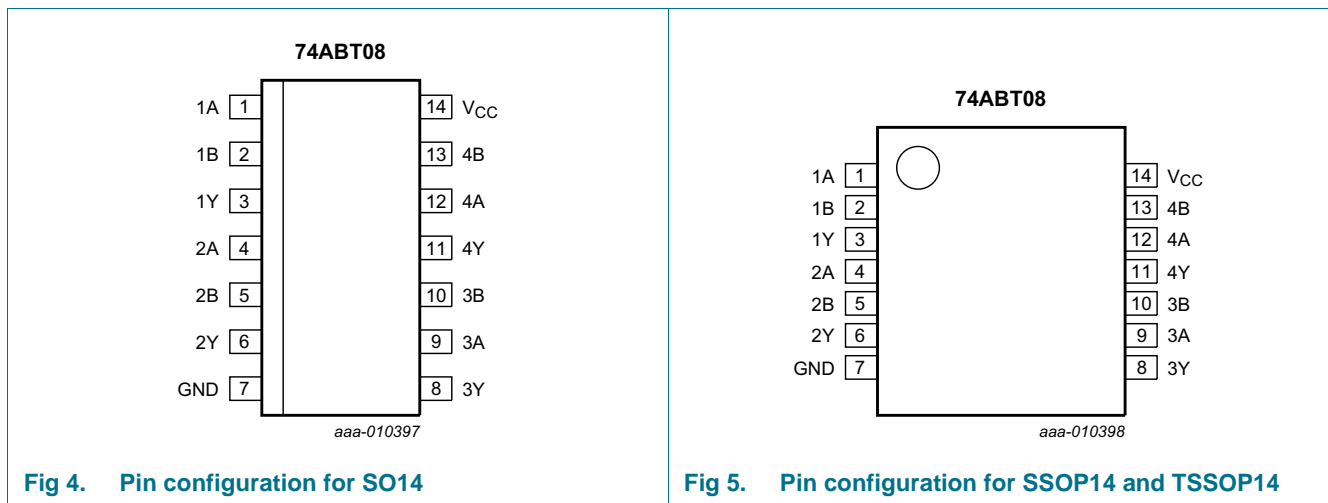 74ABT08
1A 1 14 VCC
1B 2 13 4B
1Y 3 12 4A
2A 4 11 4Y
2B 5 10 3B
2Y 6 9 3A
GND 7 8 3Y
aaa-010397
Fig 4. Pin configuration for SO14
74ABT08
1A 1 14 VCC
1B 2 13 4B
1Y 3 12 4A
2A 4 11 4Y
2B 5 10 3B
2Y 6 9 3A
GND 7 8 3Y
aaa-010398
Fig 5. Pin configuration for SSOP14 and TSSOP14